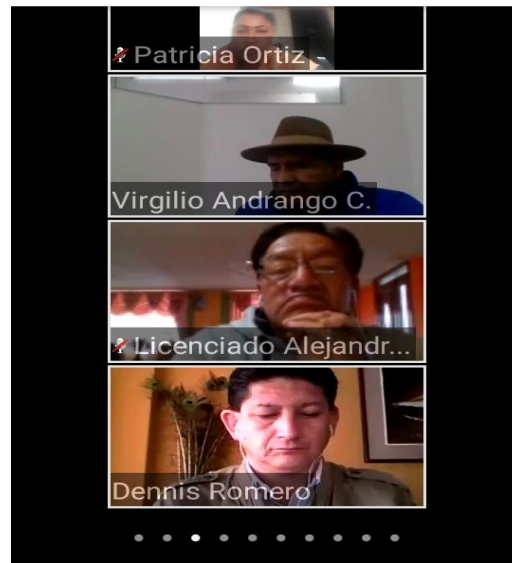 Patricia Ortiz
Virgilio Andrango C.
Licenciado Alejandr...
Dennis Romero